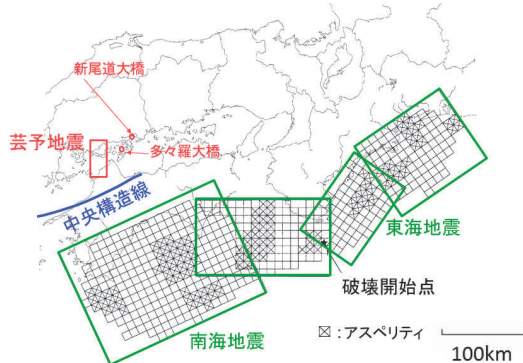 新尾道大橋
芸予地震
多々羅大橋
中央構造線
東海地震
破壊開始点
南海地震
:アスペリティ
100km